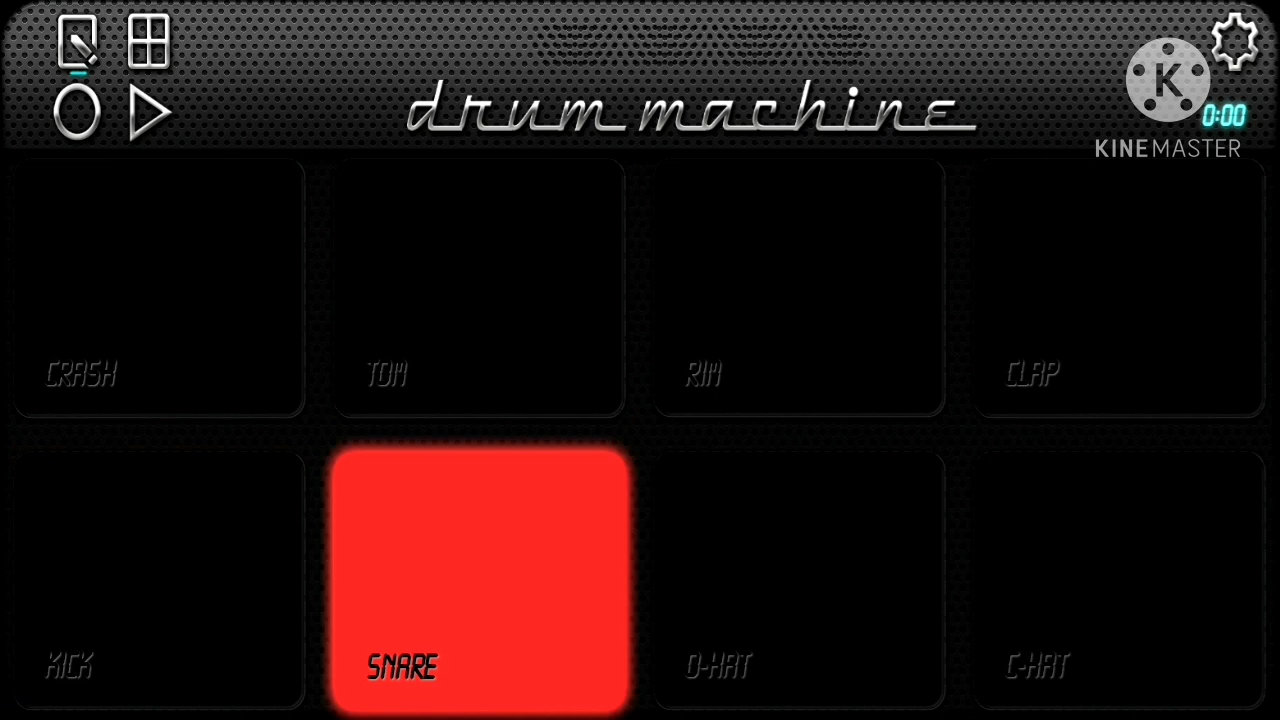 drum machine
K
0:00
KINEMASTER
CRASH
TOM
RIM
CLAP
KICK
SNARE
O-HAT
C-HAT